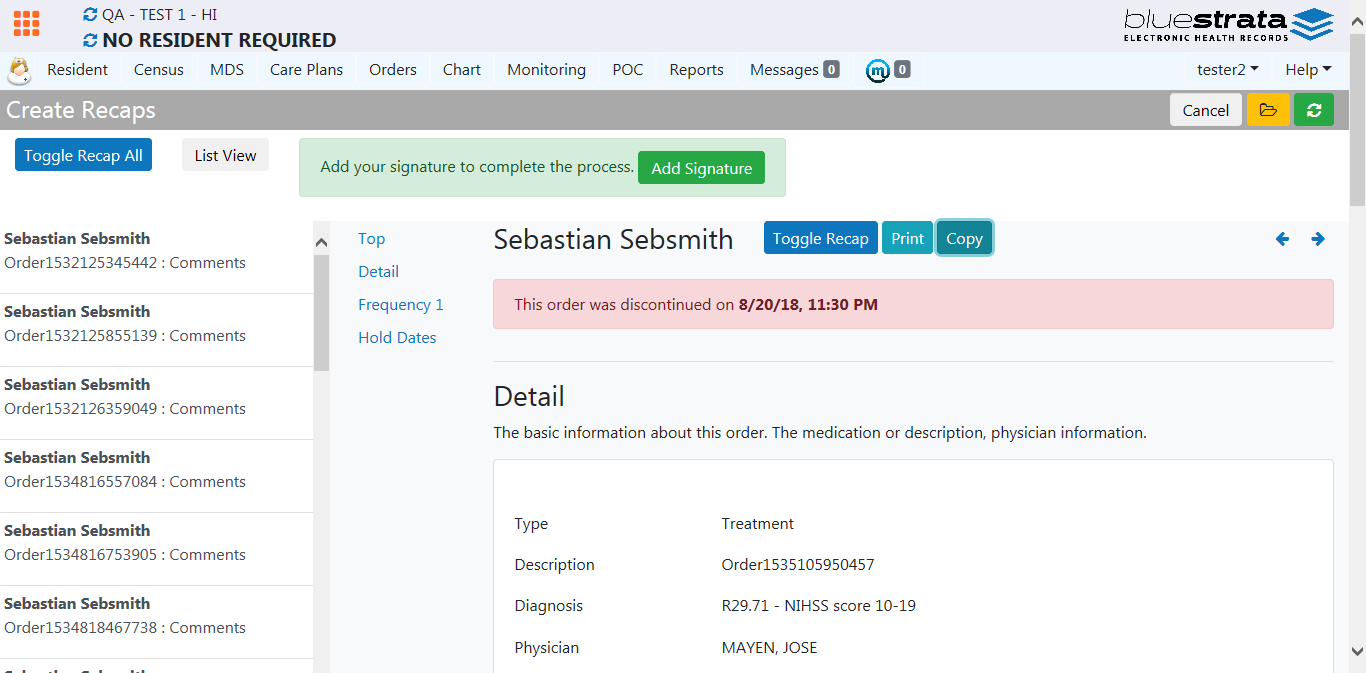 QA - TEST 1 - HI
NO RESIDENT REQUIRED
bluestrata
ELECTRONIC HEALTH RECORDS
Resident Census MDS Care Plans Orders Chart Monitoring POC Reports Messages 0 m 0 tester2 Help
Create Recaps Cancel
Toggle Recap All List View
Add your signature to complete the process. Add Signature
Sebastian Sebsmith
Order1532125345442 : Comments
Sebastian Sebsmith
Order1532125855139 : Comments
Sebastian Sebsmith
Order1532126359049 : Comments
Sebastian Sebsmith
Order1534816557084 : Comments
Sebastian Sebsmith
Order1534816753905 : Comments
Sebastian Sebsmith
Order1534818467738 : Comments
Top
Detail
Frequency 1
Hold Dates
Sebastian Sebsmith Toggle Recap Print Copy
This order was discontinued on 8/20/18, 11:30 PM
Detail
The basic information about this order. The medication or description, physician information.
Type Treatment
Description Order1535105950457
Diagnosis R29.71 - NIHSS score 10-19
Physician MAYEN, JOSE